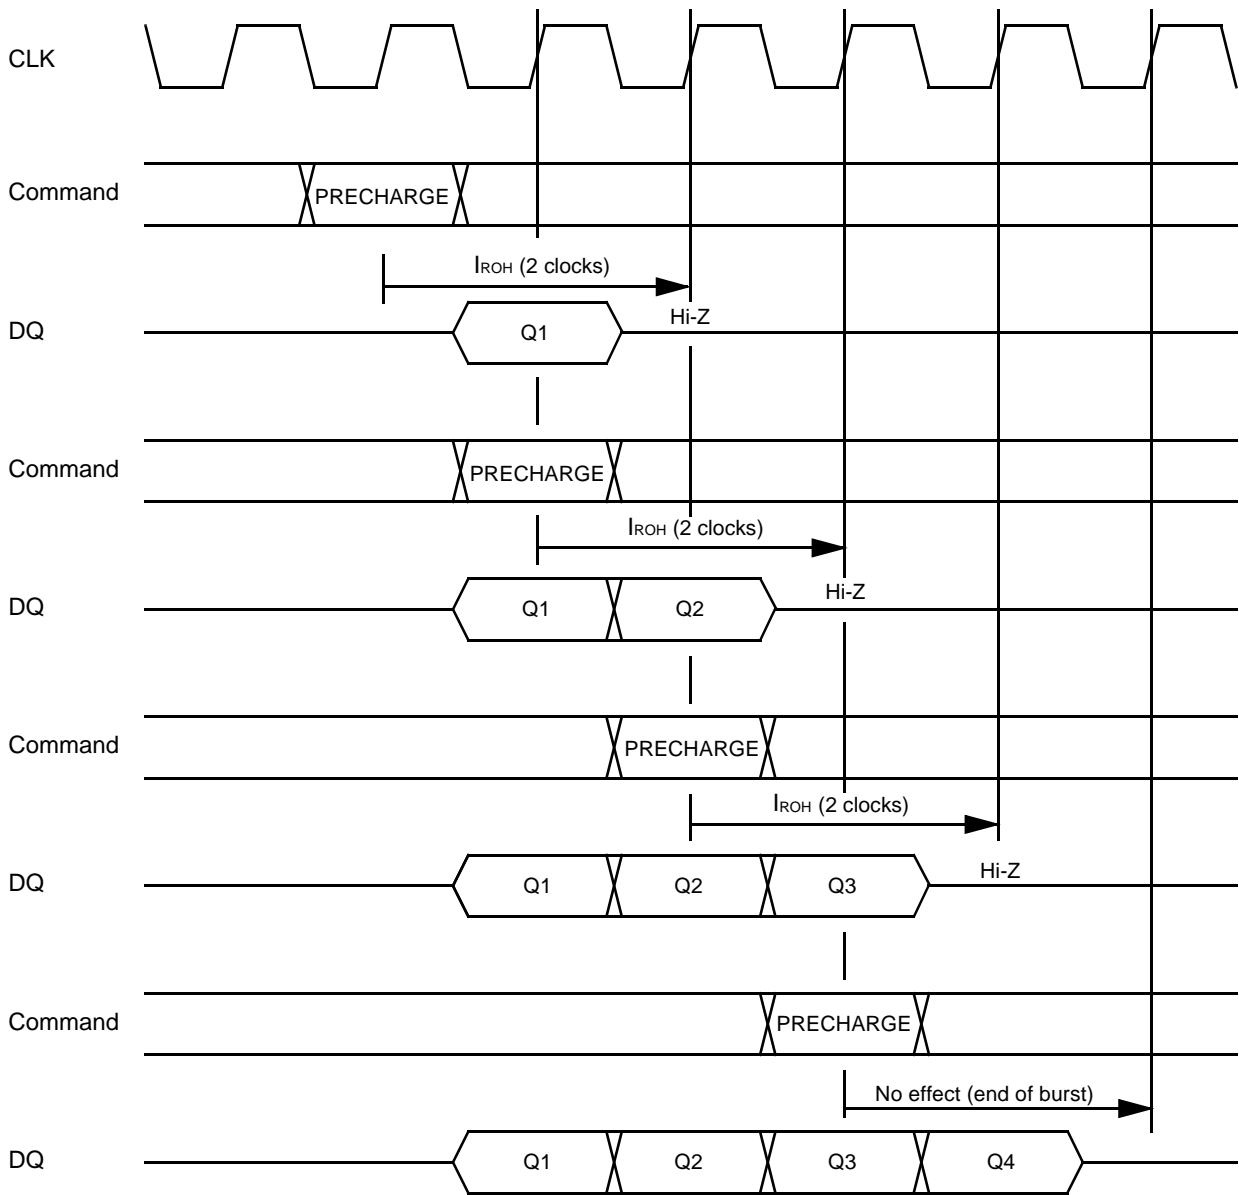 CLK
Command
PRECHARGE
IROH (2 clocks)
DQ
Q1
Hi-Z
Command
PRECHARGE
IROH (2 clocks)
DQ
Q1
Q2
Hi-Z
Command
PRECHARGE
IROH (2 clocks)
DQ
Q1
Q2
Q3
Hi-Z
Command
PRECHARGE
No effect (end of burst)
DQ
Q1
Q2
Q3
Q4